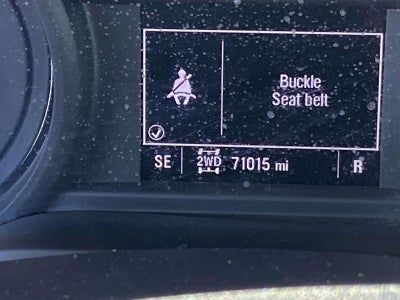 Buckle
Seat belt
SE 2WD 71015 mi R